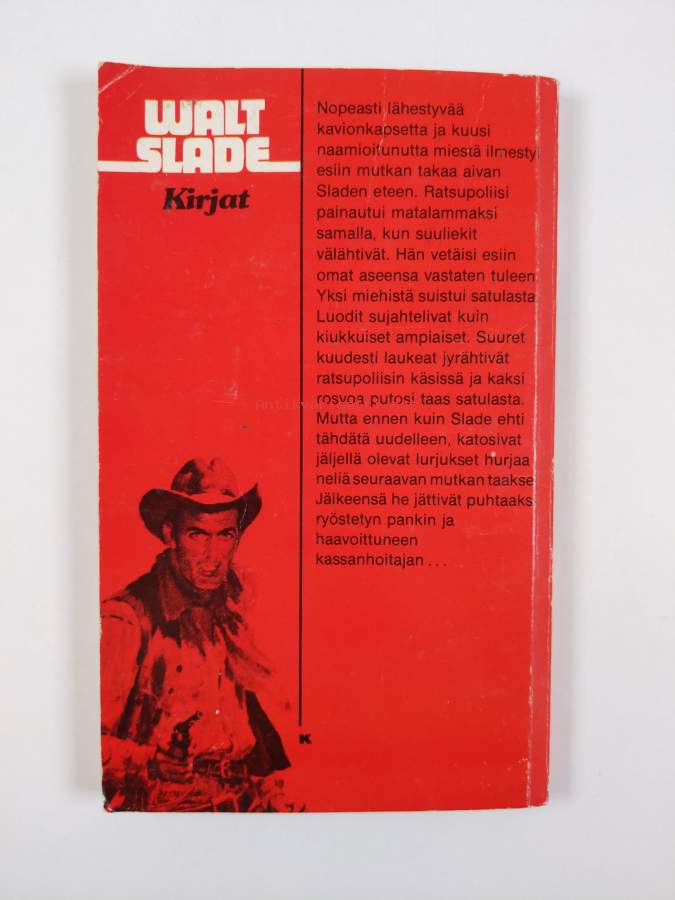 WALT
SLADE
Kirjat
Nopeasti lähestyvää
kavionkapsetta ja kuusi
naamioitunutta miestä ilmestyi
esiin mutkan takaa aivan
Sladen eteen. Ratsupoliisi
painautui matalammaksi
samalla, kun suuliekit
välähtivät. Hän vetäisi esiin
omat aseensa vastaten tuleen.
Yksi miehistä suistui satulasta.
Luodit sujahtelivat kuin
kiukkuiset ampiaiset. Suuret
kuudesti laukeat jyrähtivät
ratsupoliisin käsissä ja kaksi
rosvoa putosi taas satulasta.
Mutta ennen kuin Slade ehti
tähdätä uudelleen, katosivat
jäljellä olevat lurjukset hurjaa
neliä seuraavan mutkan taakse.
Jälkeensä he jättivät puhtaaksi
ryöstetyn pankin ja
haavoittuneen
kassanhoitajan ...
K